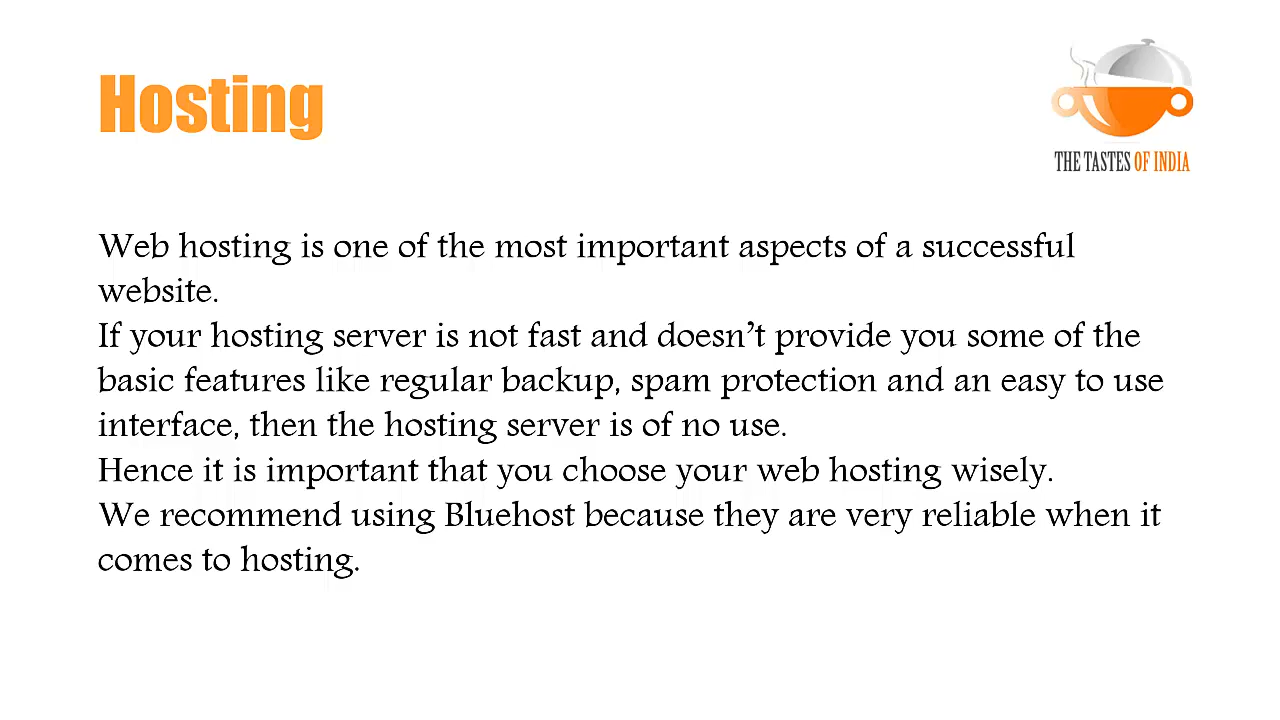 Hosting
THE TASTES OF INDIA
Web hosting is one of the most important aspects of a successful
website.
If your hosting server is not fast and doesn’t provide you some of the
basic features like regular backup, spam protection and an easy to use
interface, then the hosting server is of no use.
Hence it is important that you choose your web hosting wisely.
We recommend using Bluehost because they are very reliable when it
comes to hosting.